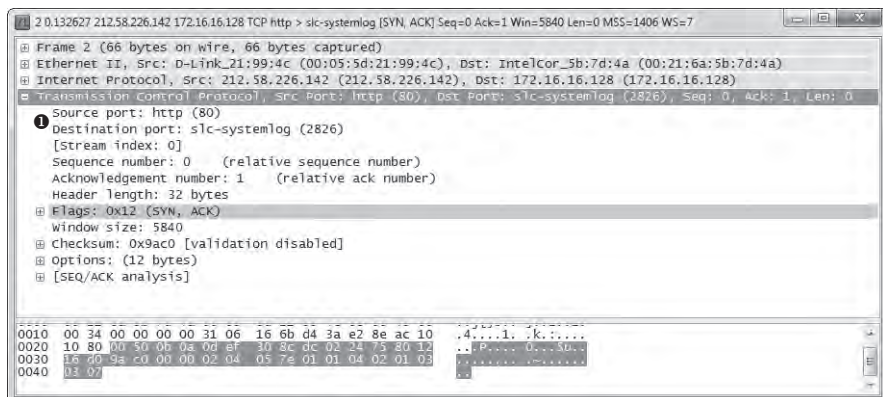 2 0.132627 212.58.226.142 172.16.16.128 TCP http > slc-systemlog [SYN, ACK] Seq=0 Ack=1 Win=5840 Len=0 MSS=1406 WS=7
Frame 2 (66 bytes on wire, 66 bytes captured)
Ethernet II, Src: D-Link_21:99:4c (00:05:5d:21:99:4c), Dst: IntelCor_5b:7d:4a (00:21:6a:5b:7d:4a)
Internet Protocol, Src: 212.58.226.142 (212.58.226.142), Dst: 172.16.16.128 (172.16.16.128)
Transmission Control Protocol, Src Port: http (80), Dst Port: slc-systemlog (2826), Seq: 0, Ack: 1, Len: 0
Source port: http (80)
❶
Destination port: slc-systemlog (2826)
[Stream index: 0]
Sequence number: 0 (relative sequence number)
Acknowledgement number: 1 (relative ack number)
Header length: 32 bytes
Flags: 0x12 (SYN, ACK)
Window size: 5840
Checksum: 0x9ac0 [validation disabled]
Options: (12 bytes)
[SEQ/ACK analysis]
0010 00 34 00 00 00 00 31 06 16 6b d4 3a e2 8e ac 10 .4....1. .k.:....
0020 10 80 00 50 0b 0a 0d ef 30 8c dc 02 24 75 80 12 ...P.... 0...$u..
0030 16 d0 9a c0 00 00 02 04 05 7e 01 01 04 02 01 03 ........ .~......
0040 03 07 ..